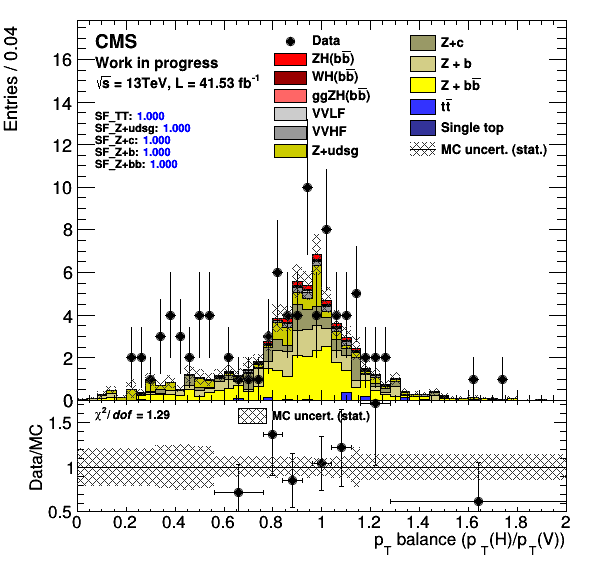 Entries / 0.04
CMS
Work in progress
√s = 13TeV, L = 41.53 fb⁻¹
SF_TT: 1.000
SF_Z+udsg: 1.000
SF_Z+c: 1.000
SF_Z+b: 1.000
SF_Z+bb: 1.000
Data
ZH(bb̅)
WH(bb̅)
ggZH(bb̅)
VVLF
VVHF
Z+udsg
Z+c
Z + b
Z + bb̅
tt̅
Single top
MC uncert. (stat.)
16
14
12
10
8
6
4
2
0
χ²/dof = 1.29
MC uncert. (stat.)
Data/MC
1.5
1
0.5
0 0.2 0.4 0.6 0.8 1 1.2 1.4 1.6 1.8 2
p_T balance (p_T(H)/p_T(V))